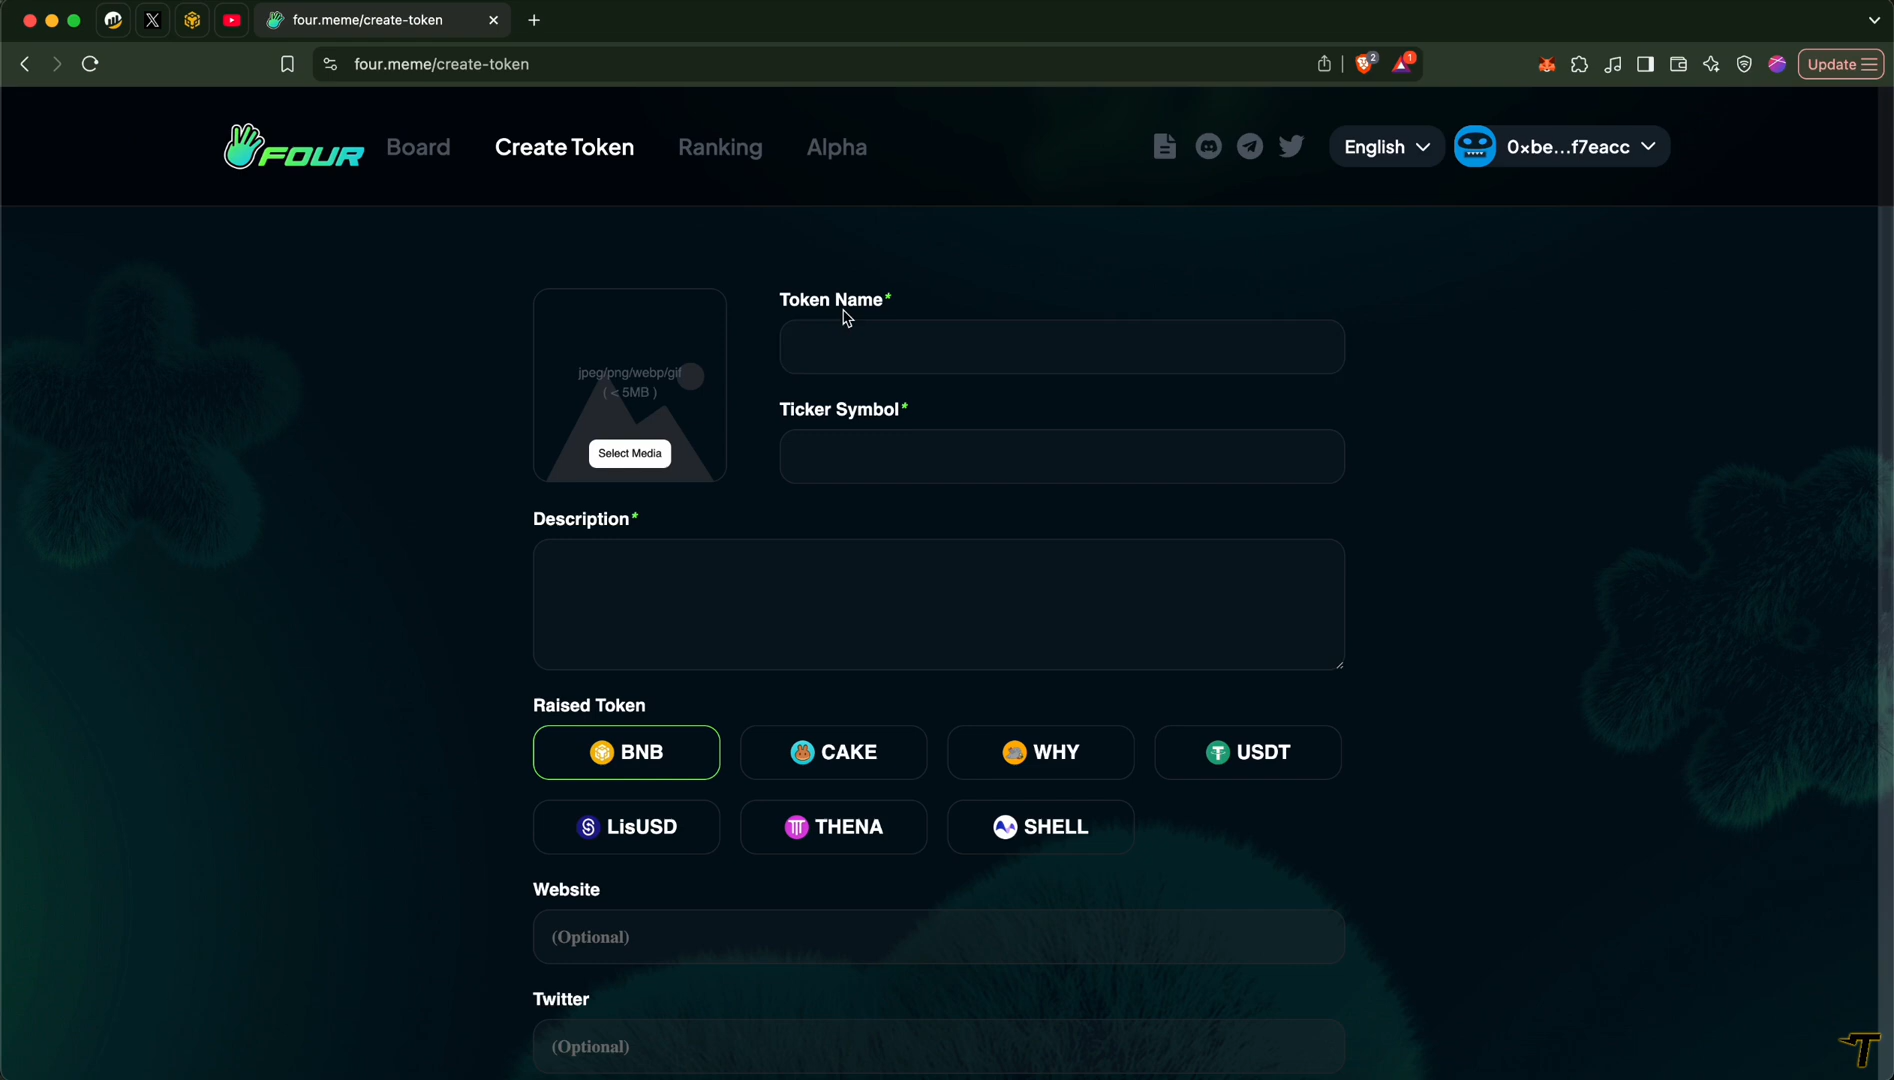 four.meme/create-token
four.meme/create-token
2
1
Update
FOUR
Board
Create Token
Ranking
Alpha
English
0xbe...f7eacc
Token Name*
jpeg/png/webp/gif
( < 5MB )
Select Media
Ticker Symbol*
Description*
Raised Token
BNB
CAKE
WHY
USDT
LisUSD
THENA
SHELL
Website
(Optional)
Twitter
(Optional)
T